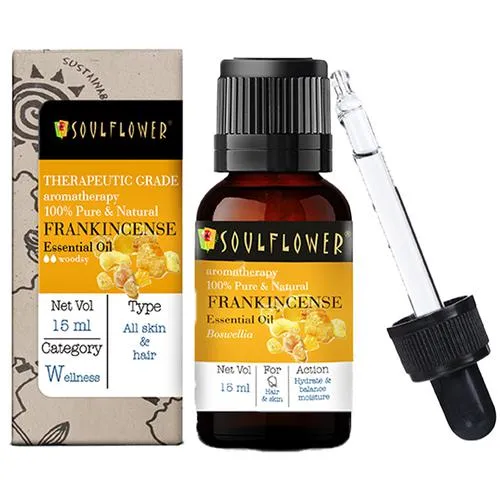 SUSTAINAB
SOULFLOWER®
THERAPEUTIC GRADE
aromatherapy
100% Pure & Natural
FRANKINCENSE
Essential Oil
woodsy
Net Vol
15 ml
Category
Wellness
Type
All skin
&
hair
SOULFLOWER®
aromatherapy
100% Pure & Natural
FRANKINCENSE
Essential Oil
Boswellia
Net Vol
15 ml
For
Hair
& skin
Action
Hydrate &
balance
moisture